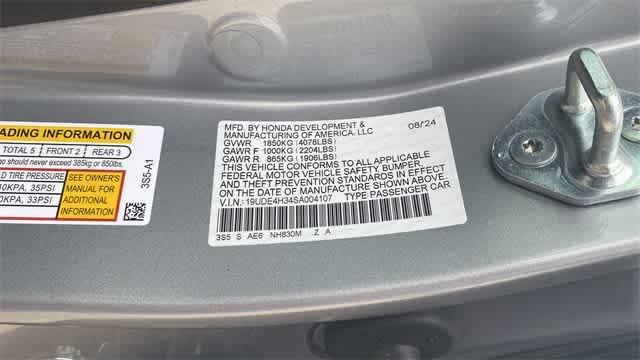 ADING INFORMATION
TOTAL 5 FRONT 2 REAR 3
o should never exceed 385kg or 850lbs.
D TIRE PRESSURE
0KPA, 35PSI
0KPA, 33PSI
SEE OWNER'S
MANUAL FOR
ADDITIONAL
INFORMATION
3S5-A1
MFD. BY HONDA DEVELOPMENT & 08/24
MANUFACTURING OF AMERICA, LLC
GVWR 1850KG (4078LBS)
GAWR F 1000KG (2204LBS)
GAWR R 865KG (1906LBS)
THIS VEHICLE CONFORMS TO ALL APPLICABLE
FEDERAL MOTOR VEHICLE SAFETY, BUMPER
AND THEFT PREVENTION STANDARDS IN EFFECT
ON THE DATE OF MANUFACTURE SHOWN ABOVE.
V.I.N.: 19UDE4H34SA004107 TYPE PASSENGER CAR
3S5 S AE6 NH830M Z A